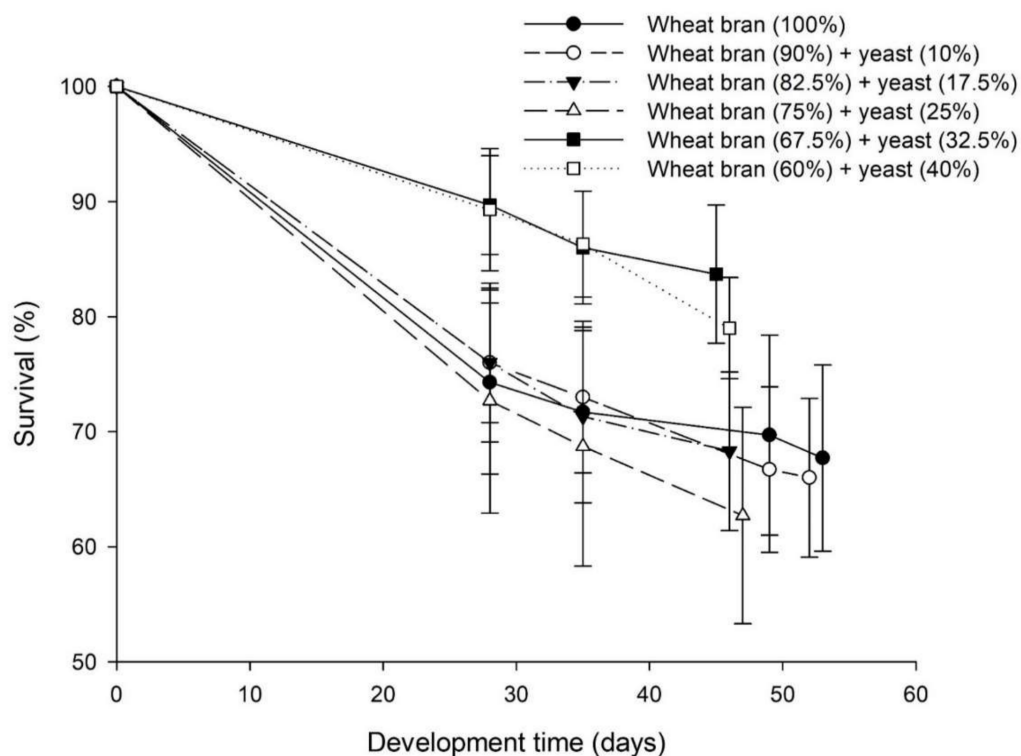 Wheat bran (100%)
Wheat bran (90%) + yeast (10%)
Wheat bran (82.5%) + yeast (17.5%)
Wheat bran (75%) + yeast (25%)
Wheat bran (67.5%) + yeast (32.5%)
Wheat bran (60%) + yeast (40%)
100
90
80
70
60
50
Survival (%)
0 10 20 30 40 50 60
Development time (days)